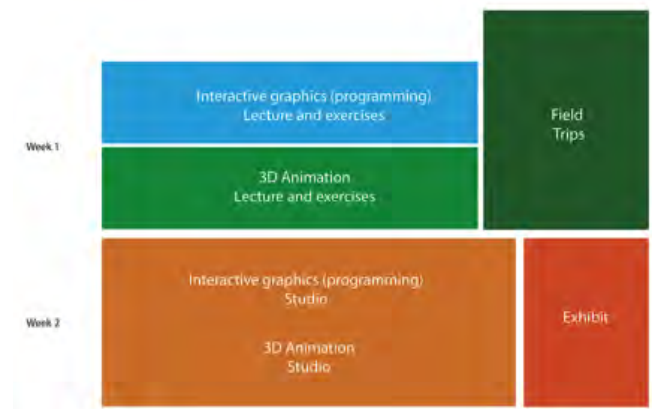 Week 1
Interactive graphics (programming)
Lecture and exercises
3D Animation
Lecture and exercises
Field
Trips
Week 2
Interactive graphics (programming)
Studio
3D Animation
Studio
Exhibit